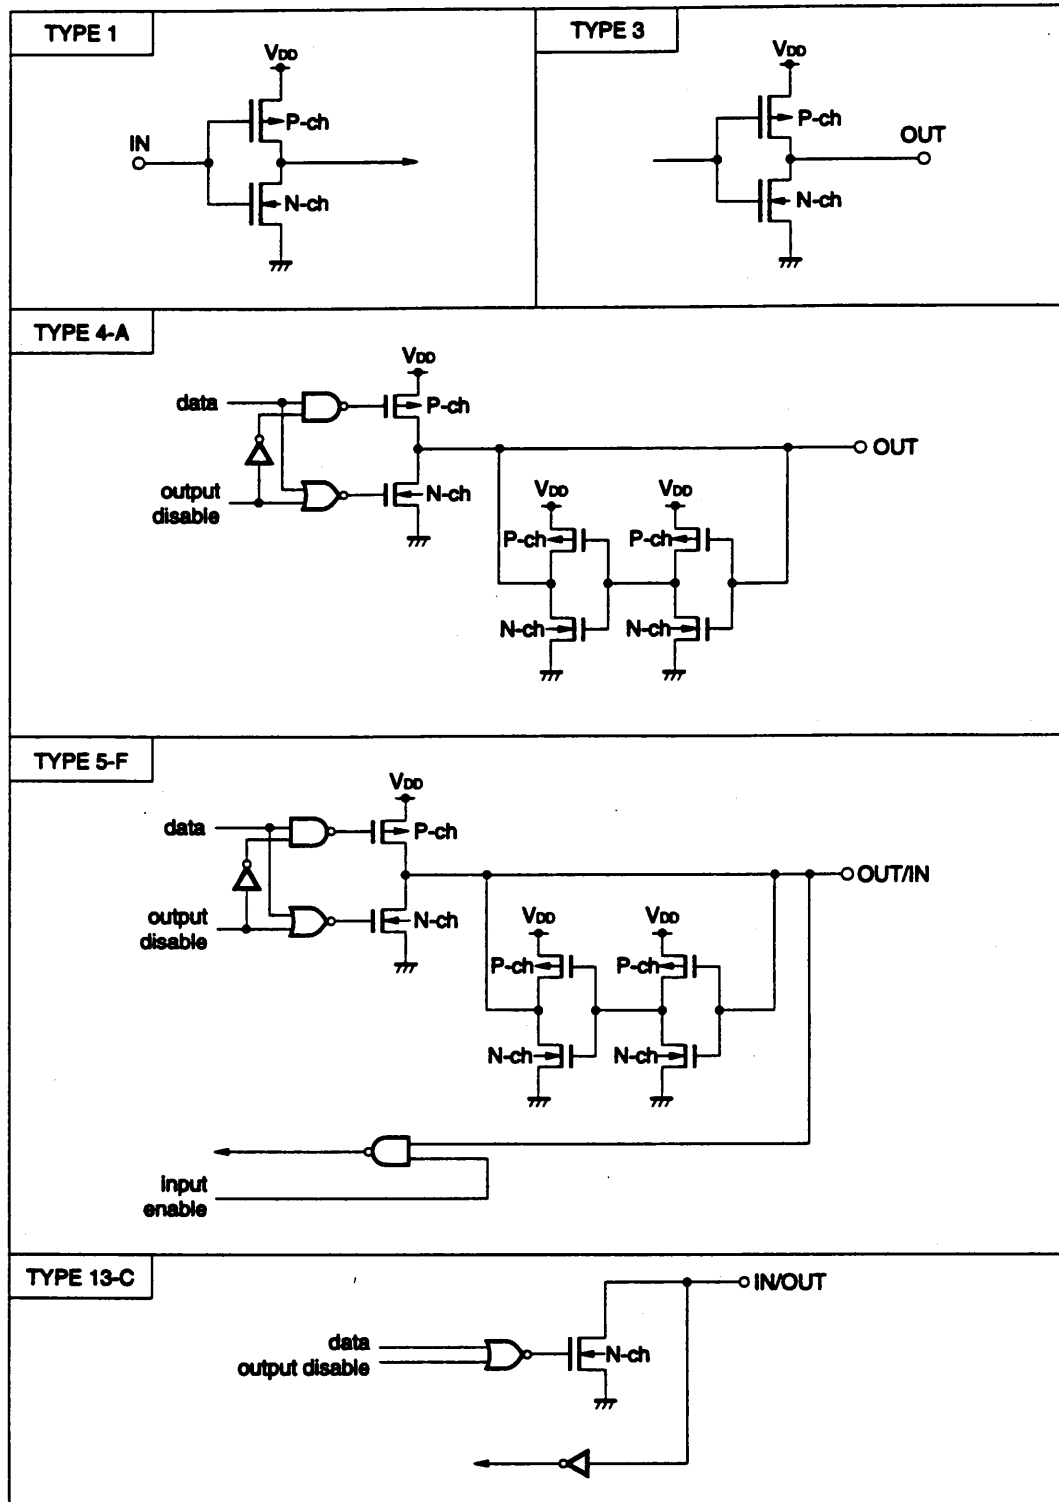 TYPE 1
VDD
P-ch
IN
N-ch
TYPE 3
VDD
P-ch
OUT
N-ch
TYPE 4-A
VDD
data
P-ch
OUT
output
disable
N-ch
VDD
VDD
P-ch
P-ch
N-ch
N-ch
TYPE 5-F
VDD
data
P-ch
OUT/IN
output
disable
N-ch
VDD
VDD
P-ch
P-ch
N-ch
N-ch
input
enable
TYPE 13-C
IN/OUT
data
output disable
N-ch